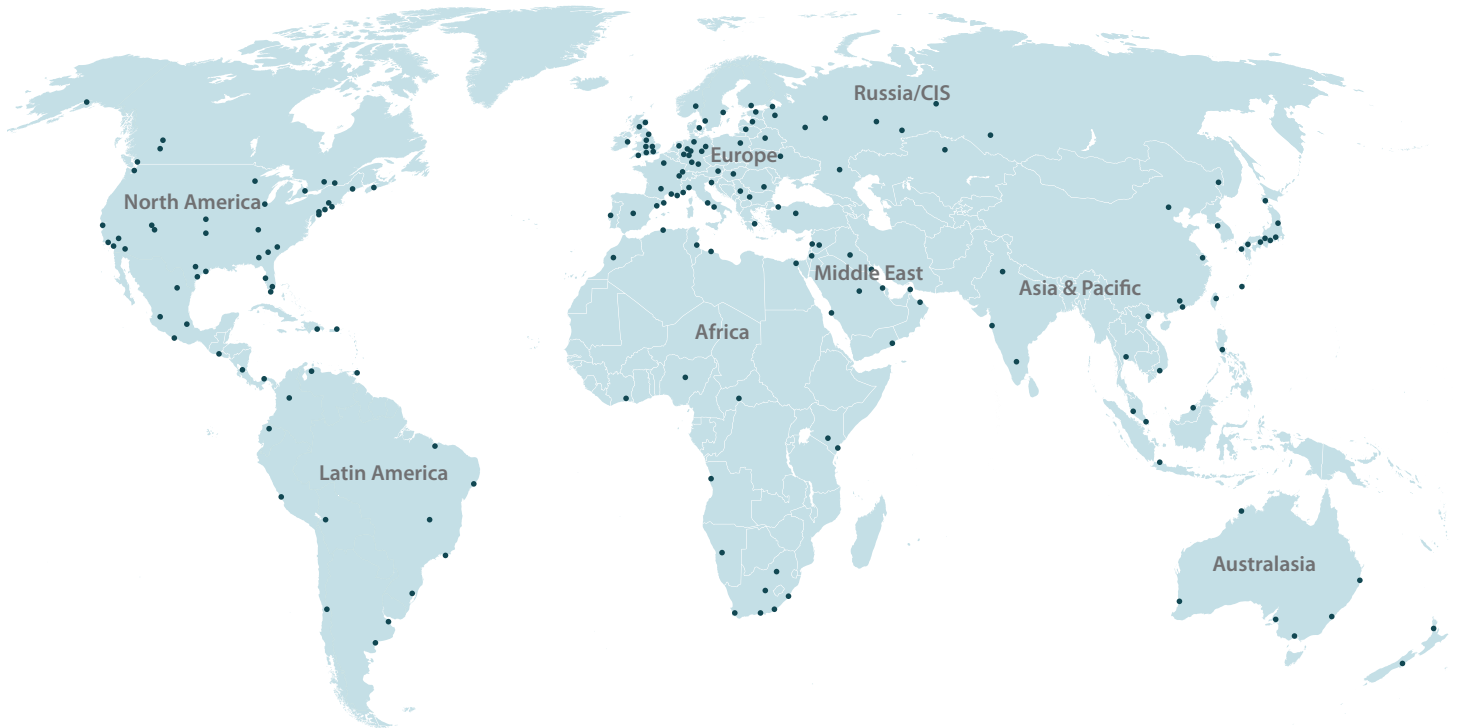 Russia/CIS
Europe
North America
Middle East
Asia & Pacific
Africa
Latin America
Australasia